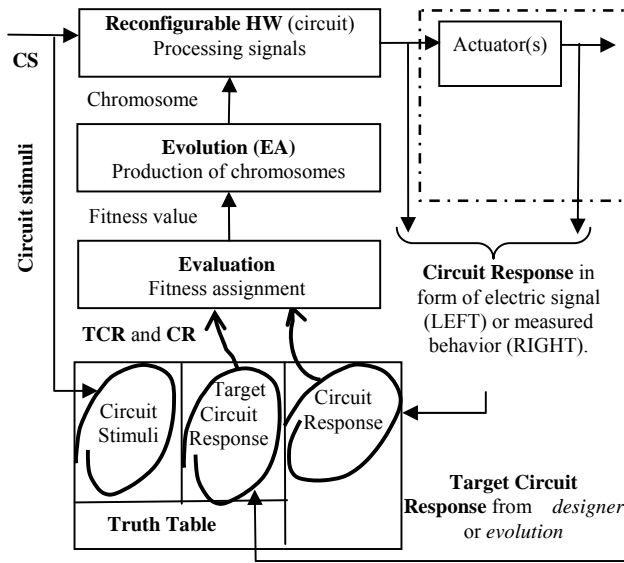 Reconfigurable HW (circuit)
Processing signals
Actuator(s)
CS
Chromosome
Evolution (EA)
Production of chromosomes
Circuit stimuli
Fitness value
Evaluation
Fitness assignment
Circuit Response in
form of electric signal
(LEFT) or measured
behavior (RIGHT).
TCR and CR
Circuit
Stimuli
Target
Circuit
Response
Circuit
Response
Truth Table
Target Circuit
Response from designer
or evolution